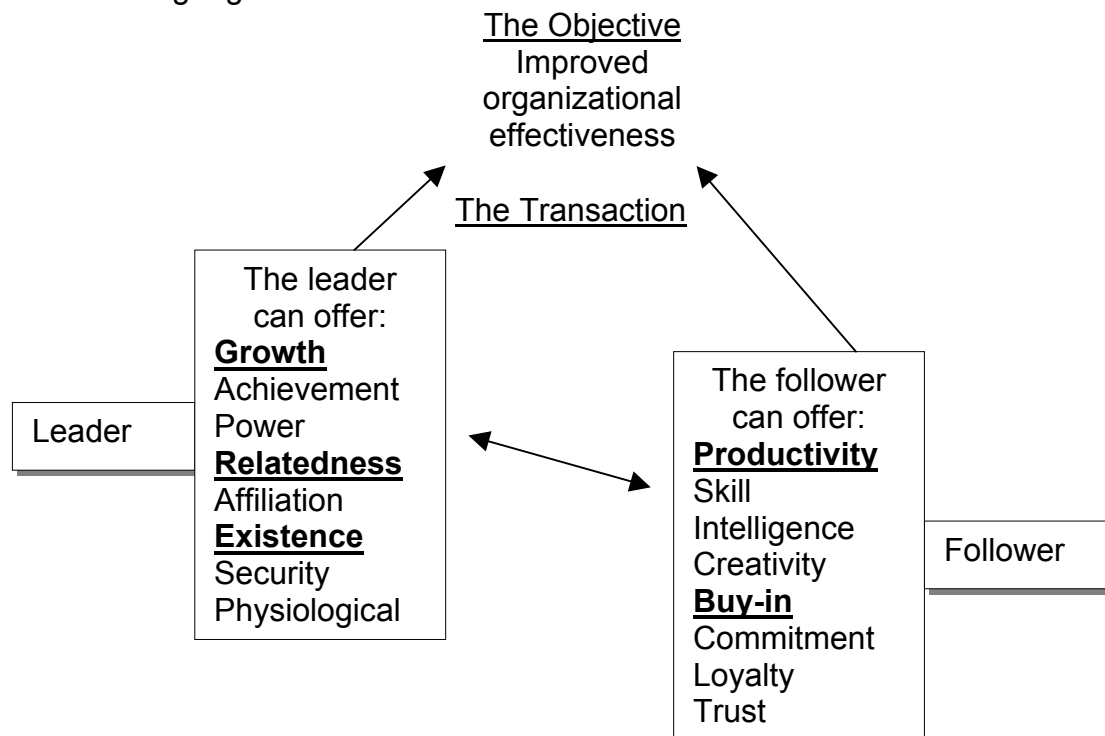 The Objective
Improved
organizational
effectiveness
The Transaction
Leader
The leader
can offer:
Growth
Achievement
Power
Relatedness
Affiliation
Existence
Security
Physiological
The follower
can offer:
Productivity
Skill
Intelligence
Creativity
Buy-in
Commitment
Loyalty
Trust
Follower